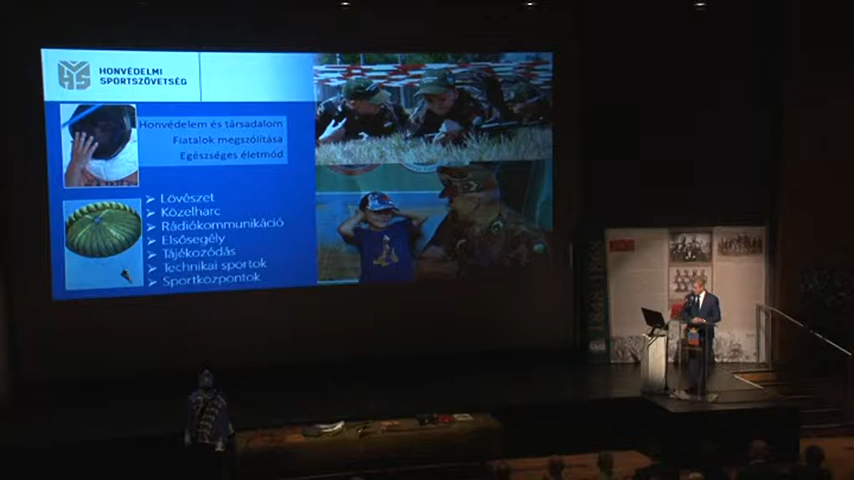 HONVÉDELMI
SPORTSZÖVETSÉG
Honvédelem és társadalom
Fiatalok megszólítása
Egészséges életmód
➢ Lövészet
➢ Közelharc
➢ Rádiókommunikáció
➢ Elsősegély
➢ Tájékozódás
➢ Technikai sportok
➢ Sportközpontok